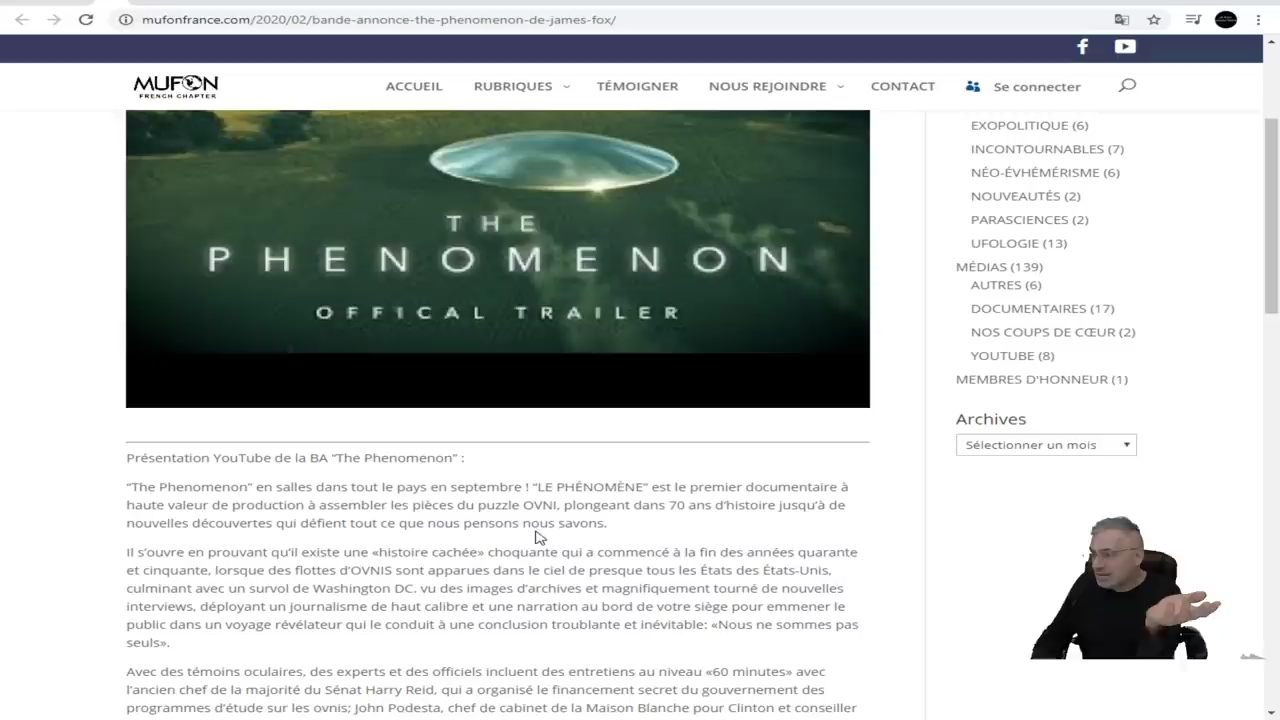 mufonfrance.com/2020/02/bande-annonce-the-phenomenon-de-james-fox/
MUFON
FRENCH CHAPTER
ACCUEIL
RUBRIQUES
TÉMOIGNER
NOUS REJOINDRE
CONTACT
Se connecter
THE
PHENOMENON
OFFICAL TRAILER
Présentation YouTube de la BA “The Phenomenon” :
“The Phenomenon” en salles dans tout le pays en septembre ! “LE PHÉNOMÈNE” est le premier documentaire à
haute valeur de production à assembler les pièces du puzzle OVNI, plongeant dans 70 ans d’histoire jusqu’à de
nouvelles découvertes qui défient tout ce que nous pensons nous savons.
Il s’ouvre en prouvant qu’il existe une «histoire cachée» choquante qui a commencé à la fin des années quarante
et cinquante, lorsque des flottes d’OVNIS sont apparues dans le ciel de presque tous les États des États-Unis,
culminant avec un survol de Washington DC. vu des images d’archives et magnifiquement tourné de nouvelles
interviews, déployant un journalisme de haut calibre et une narration au bord de votre siège pour emmener le
public dans un voyage révélateur qui le conduit à une conclusion troublante et inévitable: «Nous ne sommes pas
seuls».
Avec des témoins oculaires, des experts et des officiels incluent des entretiens au niveau «60 minutes» avec
l’ancien chef de la majorité du Sénat Harry Reid, qui a organisé le financement secret du gouvernement des
programmes d’étude sur les ovnis; John Podesta, chef de cabinet de la Maison Blanche pour Clinton et conseiller
EXOPOLITIQUE (6)
INCONTOURNABLES (7)
NÉO-ÉVHÉMÉRISME (6)
NOUVEAUTÉS (2)
PARASCIENCES (2)
UFOLOGIE (13)
MÉDIAS (139)
AUTRES (6)
DOCUMENTAIRES (17)
NOS COUPS DE CŒUR (2)
YOUTUBE (8)
MEMBRES D'HONNEUR (1)
Archives
Sélectionner un mois